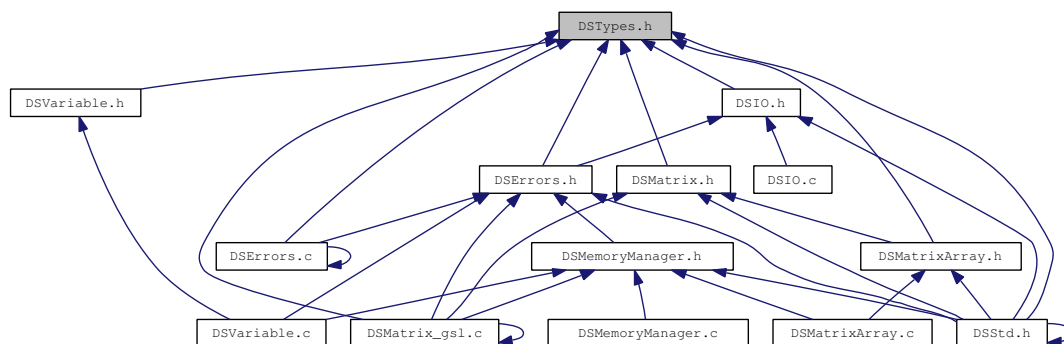 DSTypes.h
DSVariable.h
DSIO.h
DSErrors.h
DSMatrix.h
DSIO.c
DSErrors.c
DSMemoryManager.h
DSMatrixArray.h
DSVariable.c
DSMatrix_gsl.c
DSMemoryManager.c
DSMatrixArray.c
DSStd.h